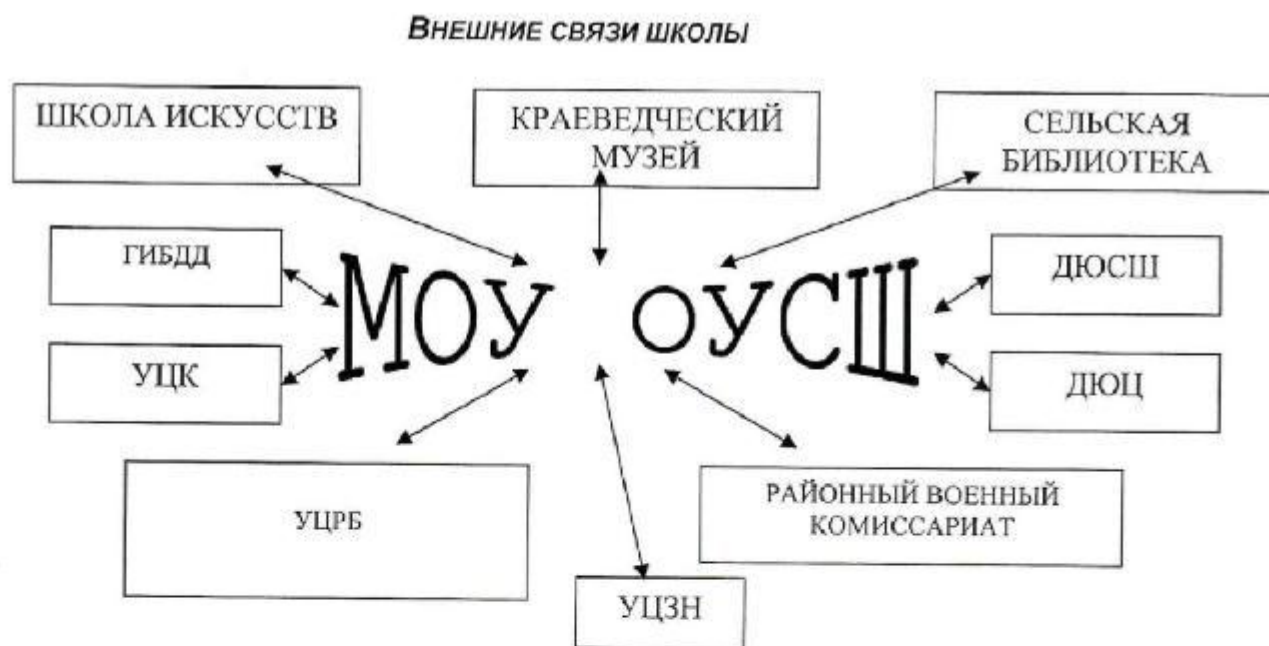 ВНЕШНИЕ СВЯЗИ ШКОЛЫ
ШКОЛА ИСКУССТВ
КРАЕВЕДЧЕСКИЙ
МУЗЕЙ
СЕЛЬСКАЯ
БИБЛИОТЕКА
ГИБДД
МОУ оУСШ
ДЮСШ
УЦК
ДЮЦ
УЦРБ
РАЙОННЫЙ ВОЕННЫЙ
КОМИССАРИАТ
УЦЗН